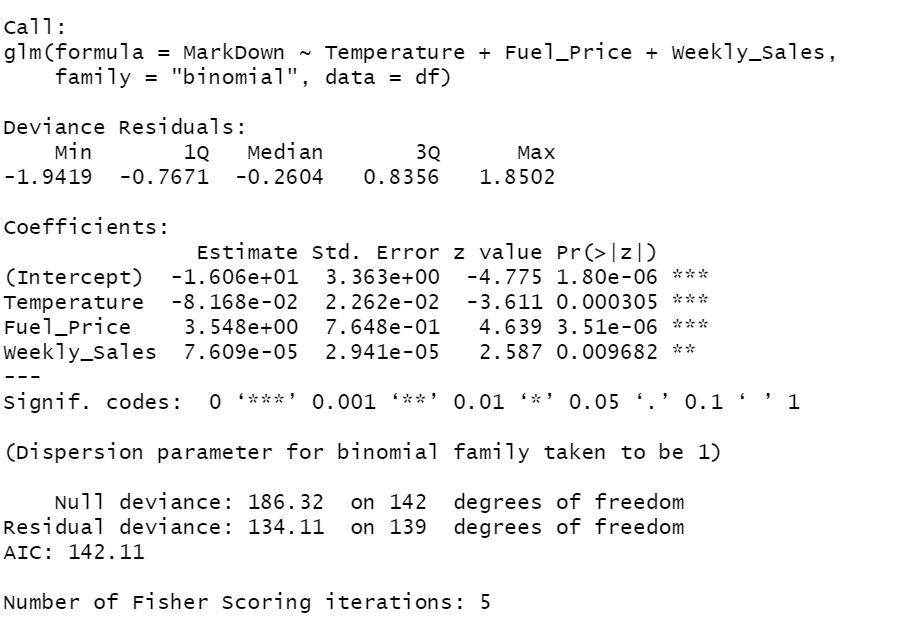 Call:
glm(formula = MarkDown ~ Temperature + Fuel_Price + Weekly_Sales,
    family = "binomial", data = df)

Deviance Residuals:
    Min       1Q   Median       3Q      Max
-1.9419  -0.7671  -0.2604   0.8356   1.8502

Coefficients:
               Estimate Std. Error z value Pr(>|z|)
(Intercept)  -1.606e+01  3.363e+00  -4.775 1.80e-06 ***
Temperature  -8.168e-02  2.262e-02  -3.611 0.000305 ***
Fuel_Price    3.548e+00  7.648e-01   4.639 3.51e-06 ***
Weekly_Sales  7.609e-05  2.941e-05   2.587 0.009682 **
---
Signif. codes:  0 ‘***’ 0.001 ‘**’ 0.01 ‘*’ 0.05 ‘.’ 0.1 ‘ ’ 1

(Dispersion parameter for binomial family taken to be 1)

    Null deviance: 186.32  on 142  degrees of freedom
Residual deviance: 134.11  on 139  degrees of freedom
AIC: 142.11

Number of Fisher Scoring iterations: 5